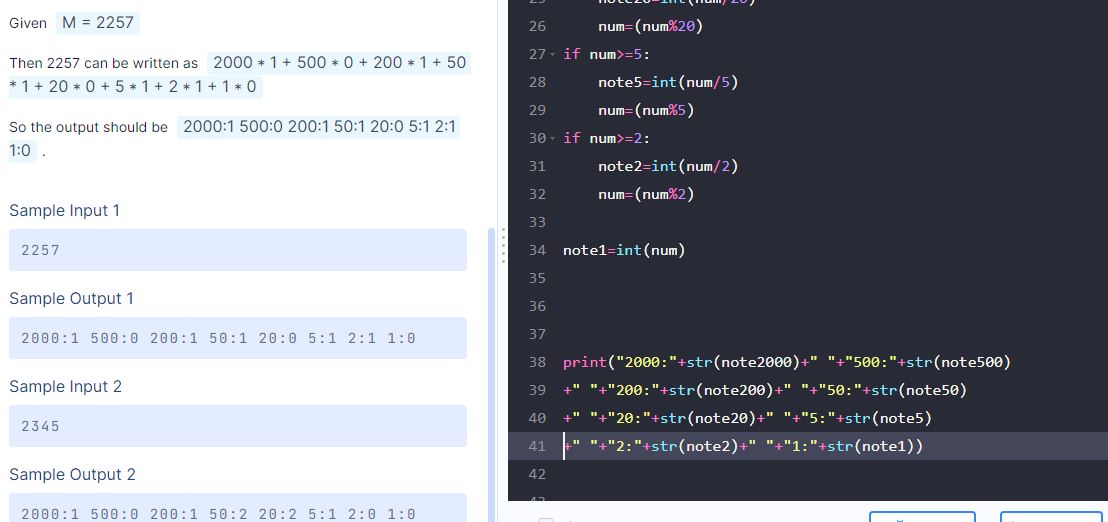 Given M = 2257
Then 2257 can be written as 2000 * 1 + 500 * 0 + 200 * 1 + 50
* 1 + 20 * 0 + 5 * 1 + 2 * 1 + 1 * 0
So the output should be 2000:1 500:0 200:1 50:1 20:0 5:1 2:1
1:0 .
Sample Input 1
2257
Sample Output 1
2000:1 500:0 200:1 50:1 20:0 5:1 2:1 1:0
Sample Input 2
2345
Sample Output 2
2000:1 500:0 200:1 50:2 20:2 5:1 2:0 1:0
25 note20=int(num/20)
26 num=(num%20)
27 if num>=5:
28 note5=int(num/5)
29 num=(num%5)
30 if num>=2:
31 note2=int(num/2)
32 num=(num%2)
33
34 note1=int(num)
35
36
37
38 print("2000:"+str(note2000)+" "+"500:"+str(note500)
39 +" "+"200:"+str(note200)+" "+"50:"+str(note50)
40 +" "+"20:"+str(note20)+" "+"5:"+str(note5)
41 +" "+"2:"+str(note2)+" "+"1:"+str(note1))
42
43